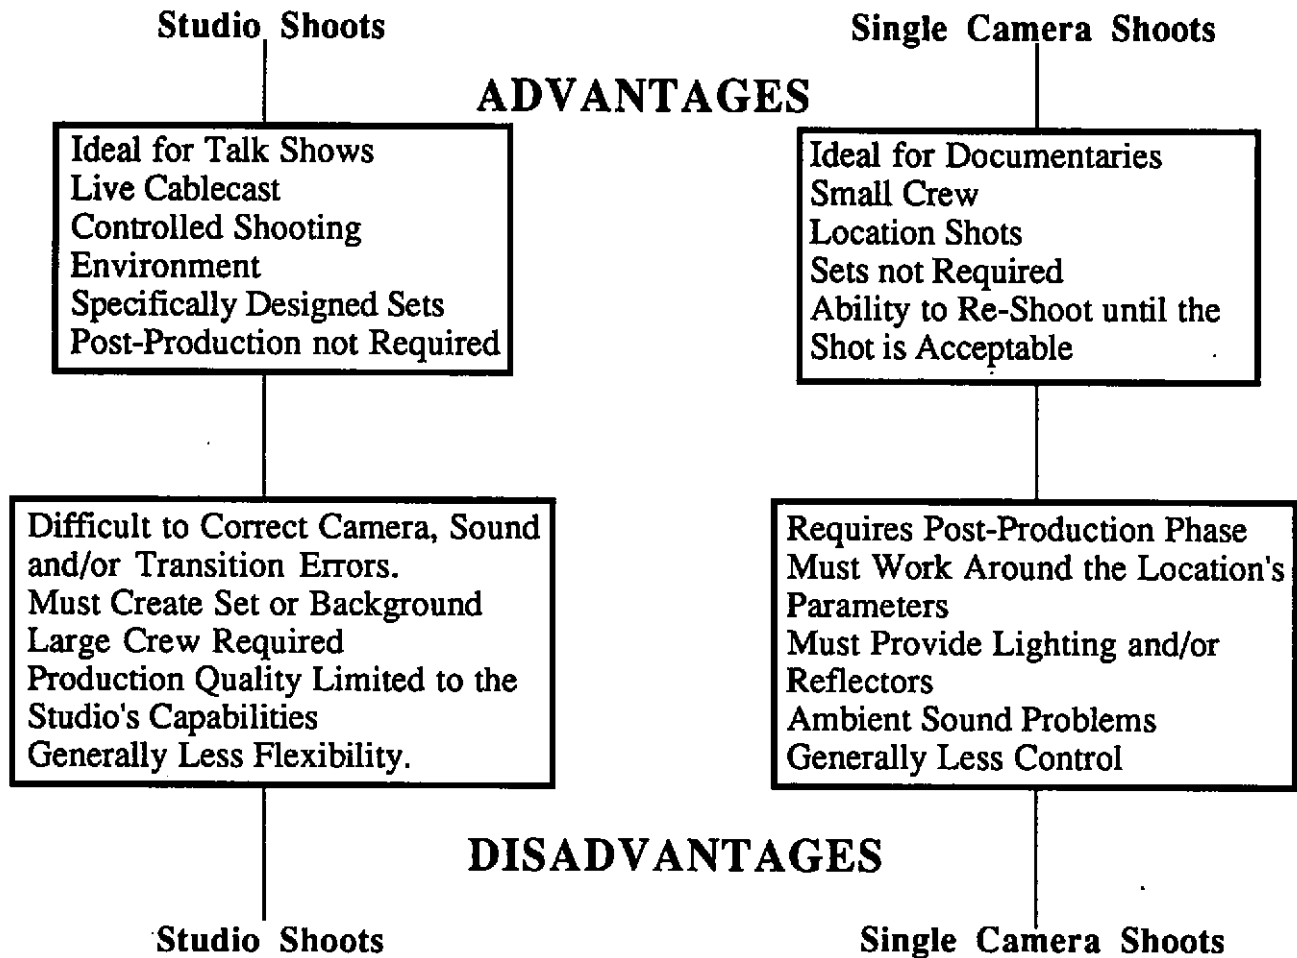 Studio Shoots
Single Camera Shoots
ADVANTAGES
Ideal for Talk Shows
Live Cablecast
Controlled Shooting
Environment
Specifically Designed Sets
Post-Production not Required
Ideal for Documentaries
Small Crew
Location Shots
Sets not Required
Ability to Re-Shoot until the
Shot is Acceptable
Difficult to Correct Camera, Sound
and/or Transition Errors.
Must Create Set or Background
Large Crew Required
Production Quality Limited to the
Studio's Capabilities
Generally Less Flexibility.
Requires Post-Production Phase
Must Work Around the Location's
Parameters
Must Provide Lighting and/or
Reflectors
Ambient Sound Problems
Generally Less Control
DISADVANTAGES
Studio Shoots
Single Camera Shoots